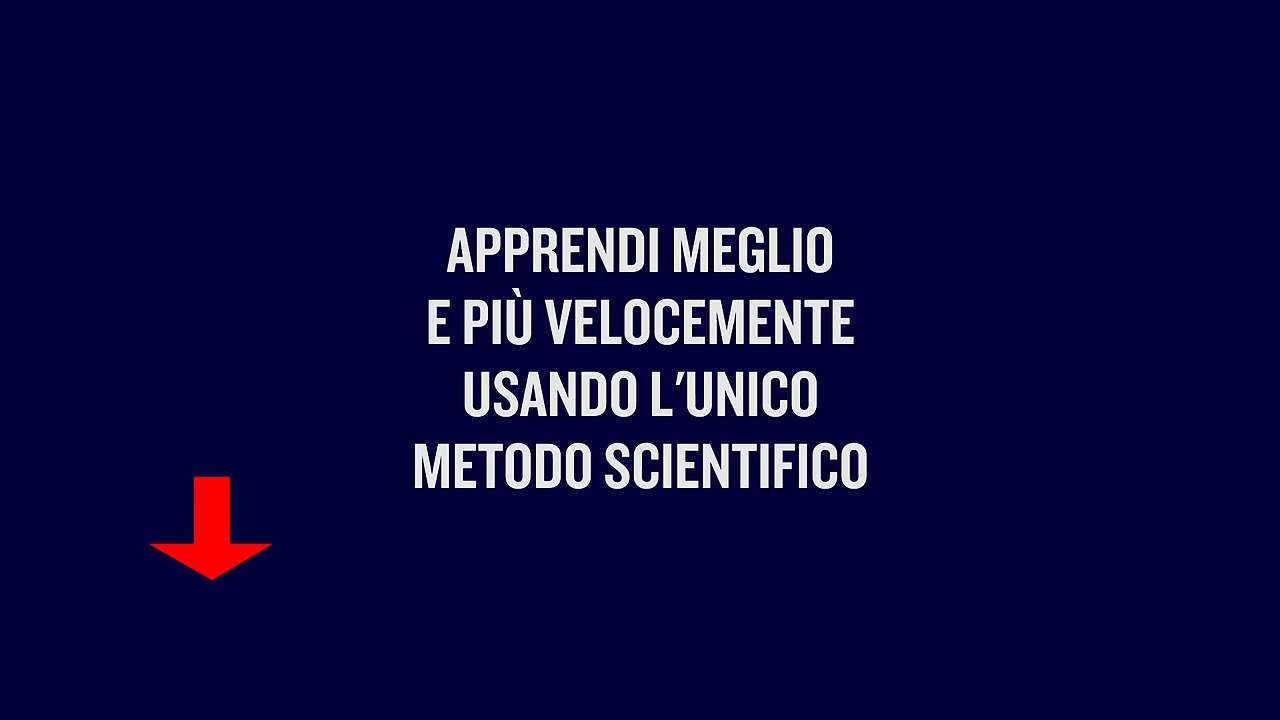 APPRENDI MEGLIO
E PIÙ VELOCEMENTE
USANDO L'UNICO
METODO SCIENTIFICO